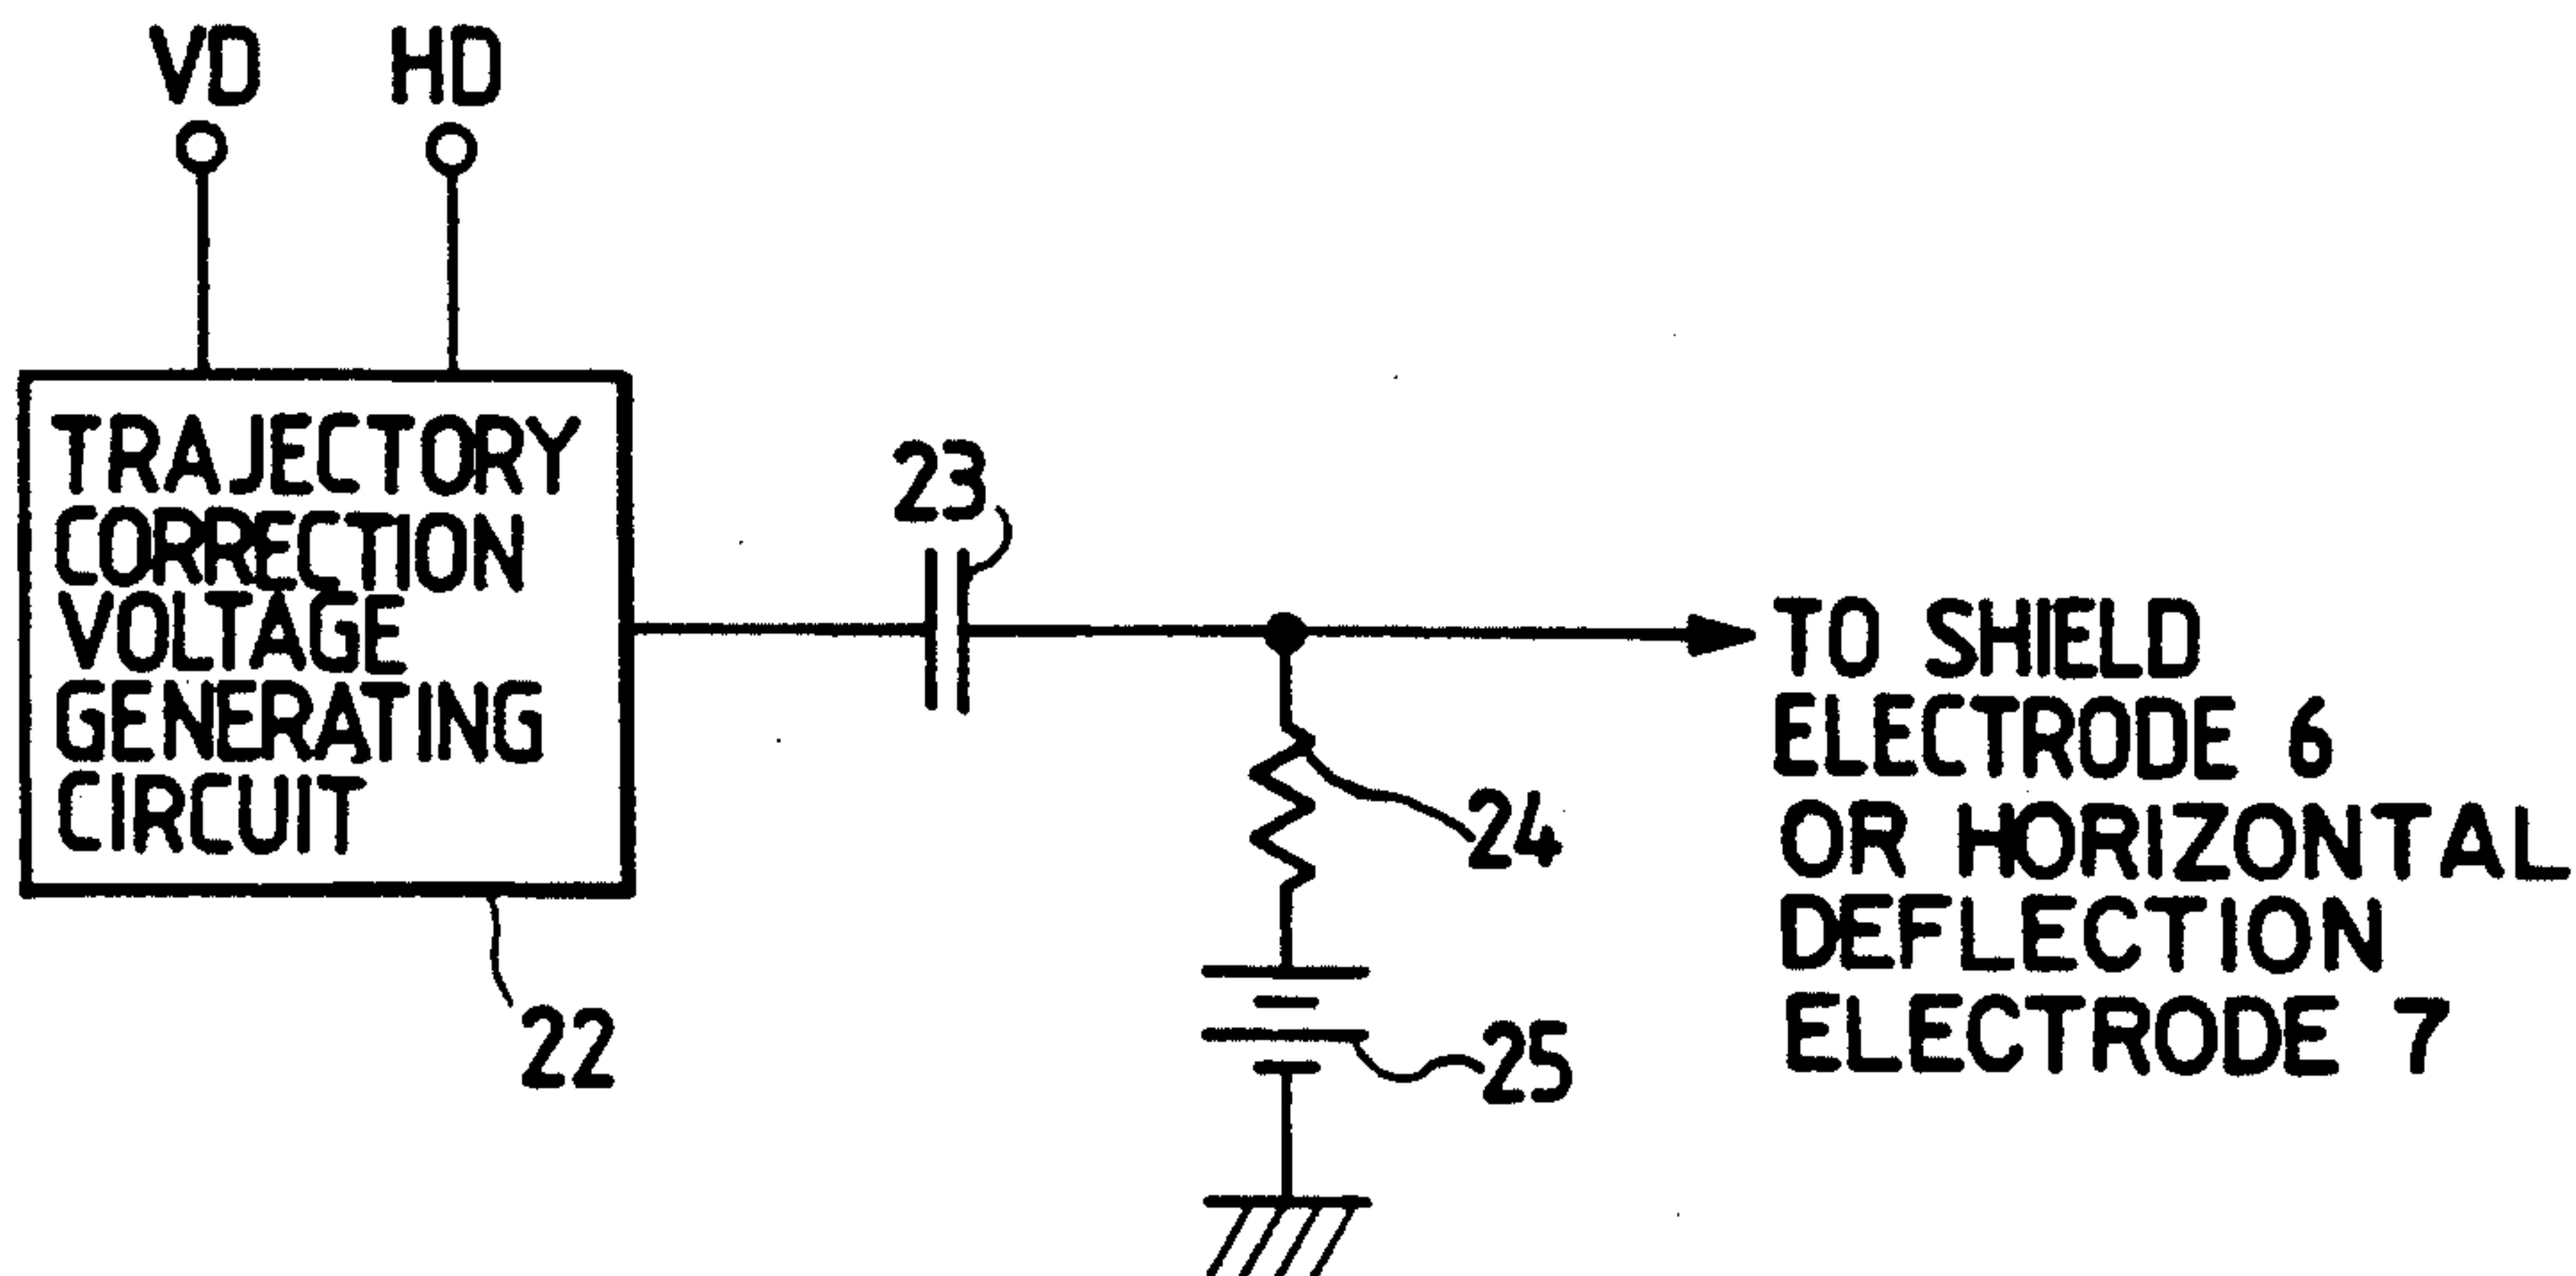 VD HD
TRAJECTORY
CORRECTION
VOLTAGE
GENERATING
CIRCUIT
22
23
24
25
TO SHIELD
ELECTRODE 6
OR HORIZONTAL
DEFLECTION
ELECTRODE 7